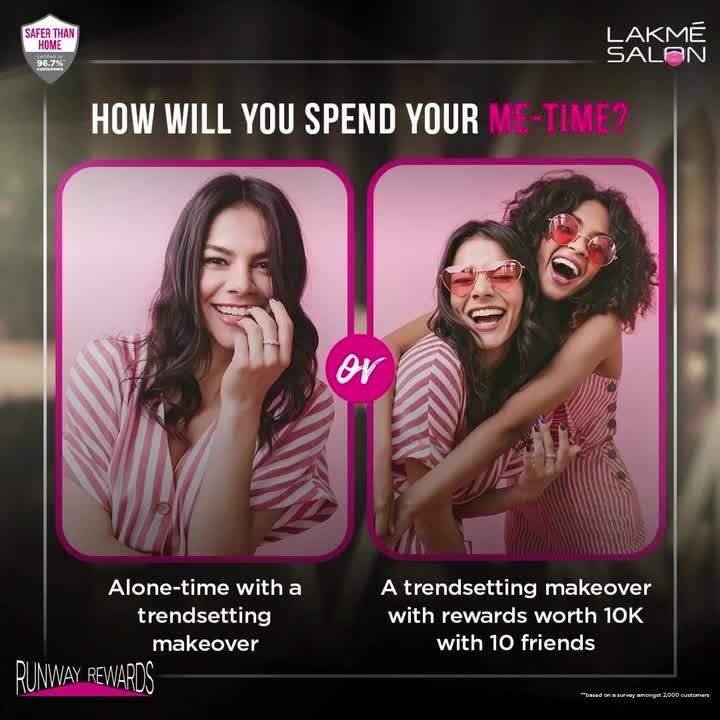 SAFER THAN
HOME
certified by
96.7%*
customers
LAKMÉ
SALON
HOW WILL YOU SPEND YOUR ME-TIME?
or
Alone-time with a
trendsetting
makeover
A trendsetting makeover
with rewards worth 10K
with 10 friends
RUNWAY REWARDS
**based on a survey amongst 2,000 customers